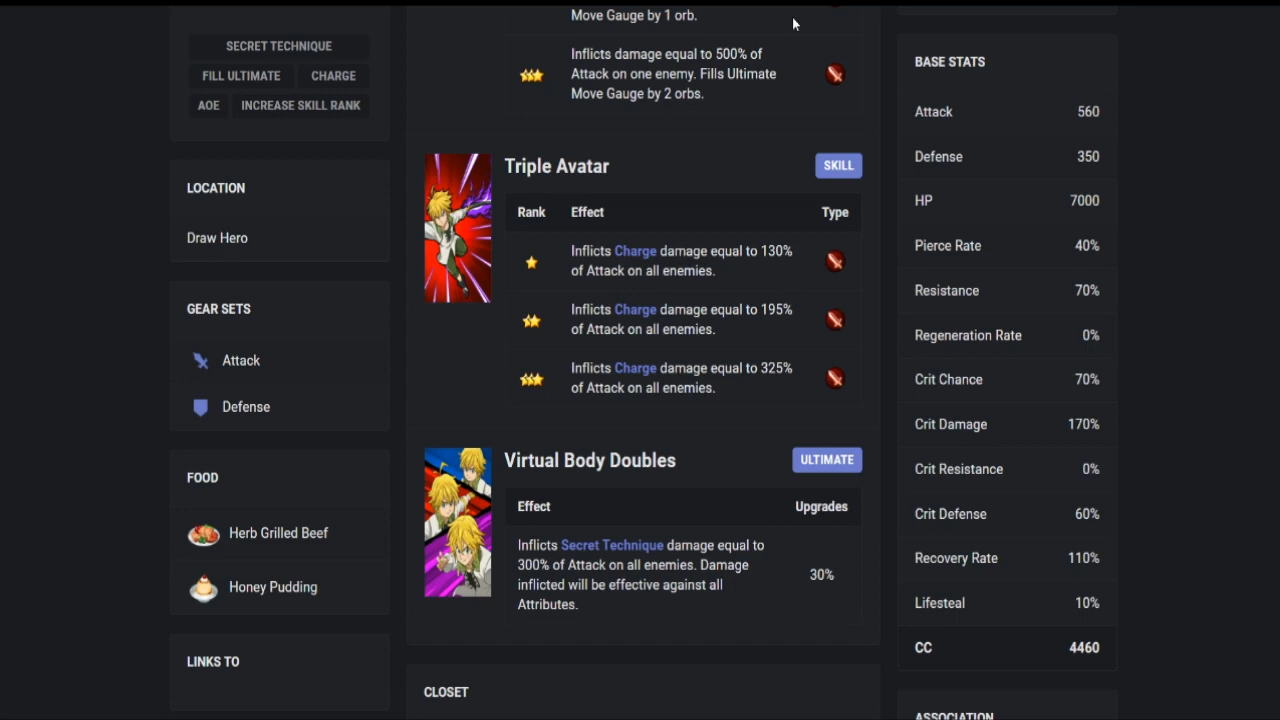 SECRET TECHNIQUE
FILL ULTIMATE
CHARGE
AOE
INCREASE SKILL RANK
LOCATION
Draw Hero
GEAR SETS
Attack
Defense
FOOD
Herb Grilled Beef
Honey Pudding
LINKS TO
Move Gauge by 1 orb.
Inflicts damage equal to 500% of
Attack on one enemy. Fills Ultimate
Move Gauge by 2 orbs.
Triple Avatar
SKILL
Rank Effect Type
Inflicts Charge damage equal to 130%
of Attack on all enemies.
Inflicts Charge damage equal to 195%
of Attack on all enemies.
Inflicts Charge damage equal to 325%
of Attack on all enemies.
Virtual Body Doubles
ULTIMATE
Effect Upgrades
Inflicts Secret Technique damage equal to
300% of Attack on all enemies. Damage
inflicted will be effective against all
Attributes.
30%
CLOSET
BASE STATS
Attack 560
Defense 350
HP 7000
Pierce Rate 40%
Resistance 70%
Regeneration Rate 0%
Crit Chance 70%
Crit Damage 170%
Crit Resistance 0%
Crit Defense 60%
Recovery Rate 110%
Lifesteal 10%
CC 4460
ASSOCIATION